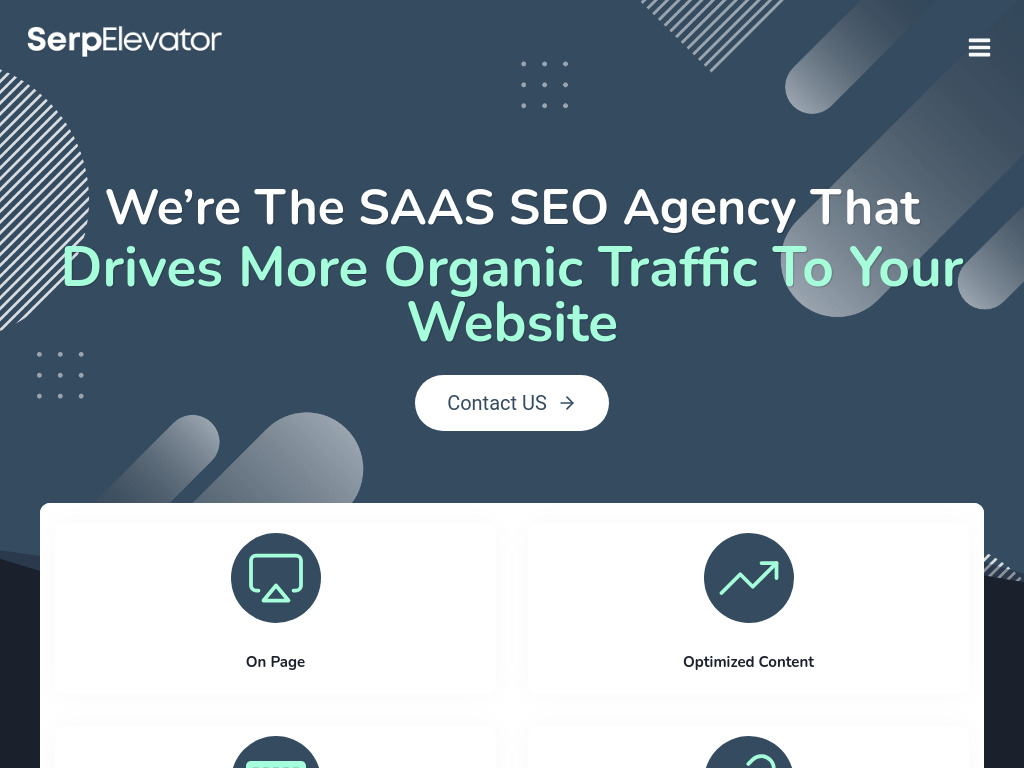 SerpElevator
We’re The SAAS SEO Agency That
Drives More Organic Traffic To Your
Website
Contact US
On Page
Optimized Content